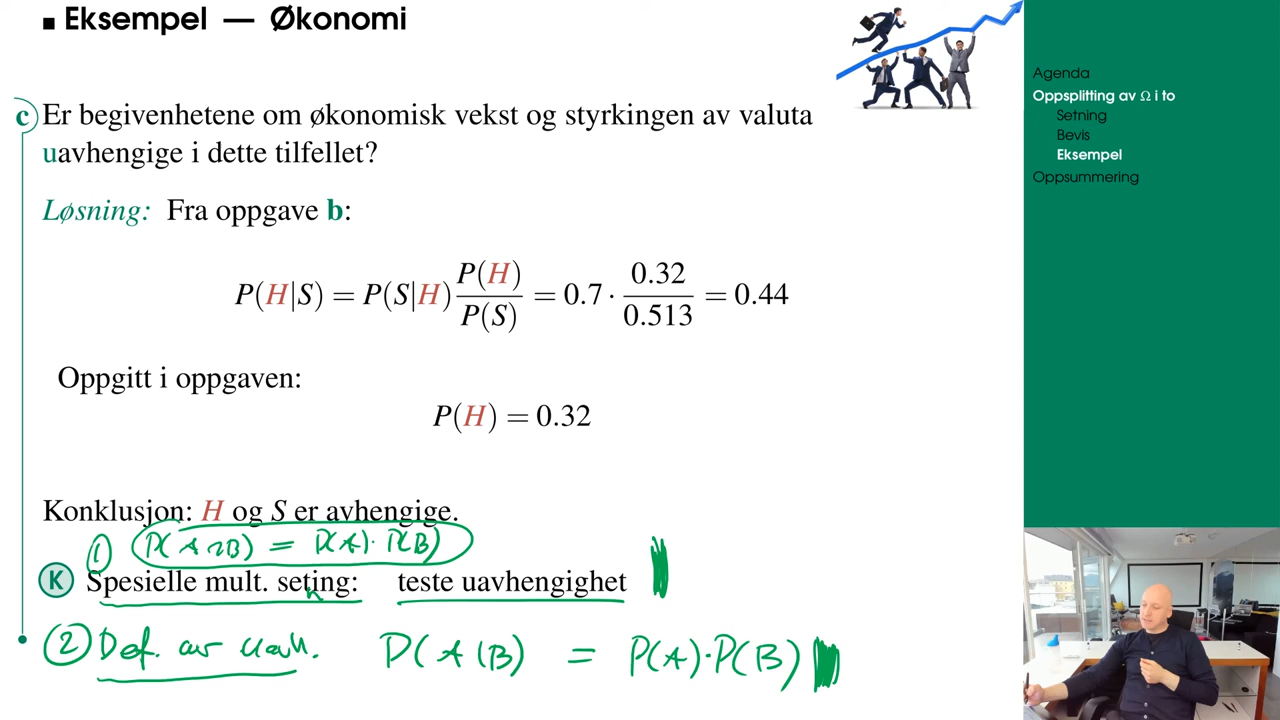 Eksempel — Økonomi
c Er begivenhetene om økonomisk vekst og styrkingen av valuta
uavhengige i dette tilfellet?
Løsning: Fra oppgave b:
P(H|S) = P(S|H) P(H)/P(S) = 0.7 · 0.32/0.513 = 0.44
Oppgitt i oppgaven:
P(H) = 0.32
Konklusjon: H og S er avhengige.
① P(A∩B) = P(A)·P(B)
K Spesielle mult. seting: teste uavhengighet
n
② Def. av uavh. P(A|B) = P(A)·P(B)
Agenda
Oppsplitting av Ω i to
Setning
Bevis
Eksempel
Oppsummering